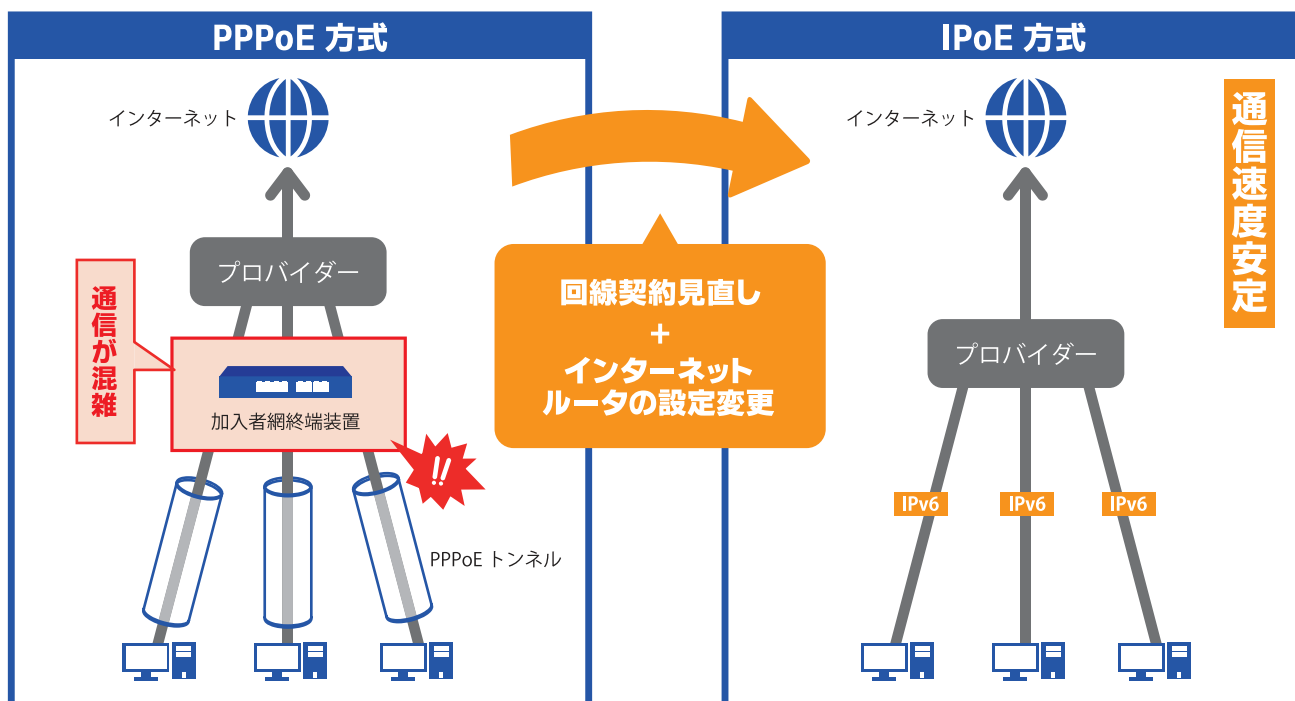 PPPoE 方式
インターネット
プロバイダー
通信が混雑
加入者網終端装置
!!
PPPoE トンネル
回線契約見直し
+
インターネット
ルータの設定変更
IPoE 方式
インターネット
通信速度安定
プロバイダー
IPv6
IPv6
IPv6